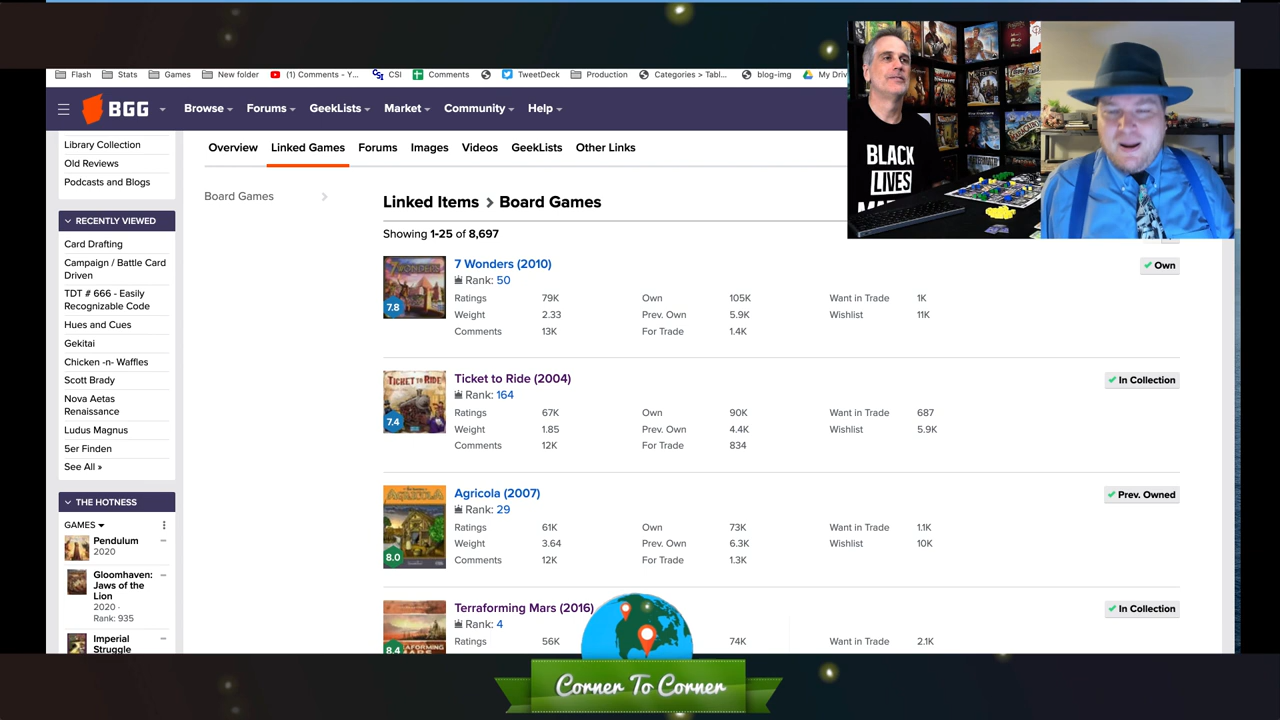 Flash Stats Games New folder (1) Comments - Y... CSI Comments TweetDeck Production Categories > Tabl... blog-img My Driv
BGG Browse Forums GeekLists Market Community Help
Library Collection
Old Reviews
Podcasts and Blogs
RECENTLY VIEWED
Card Drafting
Campaign / Battle Card
Driven
TDT # 666 - Easily
Recognizable Code
Hues and Cues
Gekitai
Chicken -n- Waffles
Scott Brady
Nova Aetas
Renaissance
Ludus Magnus
5er Finden
See All »
THE HOTNESS
GAMES
Pendulum
2020
Gloomhaven:
Jaws of the
Lion
2020 ·
Rank: 935
Imperial
Struggle
Overview Linked Games Forums Images Videos GeekLists Other Links
Board Games
Linked Items > Board Games
Showing 1-25 of 8,697
7 Wonders (2010)
Own
Rank: 50
7.8
Ratings 79K Own 105K Want in Trade 1K
Weight 2.33 Prev. Own 5.9K Wishlist 11K
Comments 13K For Trade 1.4K
TICKET TO RIDE
Ticket to Ride (2004)
In Collection
Rank: 164
7.4
Ratings 67K Own 90K Want in Trade 687
Weight 1.85 Prev. Own 4.4K Wishlist 5.9K
Comments 12K For Trade 834
AGRICOLA
Agricola (2007)
Prev. Owned
Rank: 29
8.0
Ratings 61K Own 73K Want in Trade 1.1K
Weight 3.64 Prev. Own 6.3K Wishlist 10K
Comments 12K For Trade 1.3K
Terraforming Mars (2016)
In Collection
Rank: 4
8.4
Ratings 56K 74K Want in Trade 2.1K
BLACK
LIVES
Corner To Corner